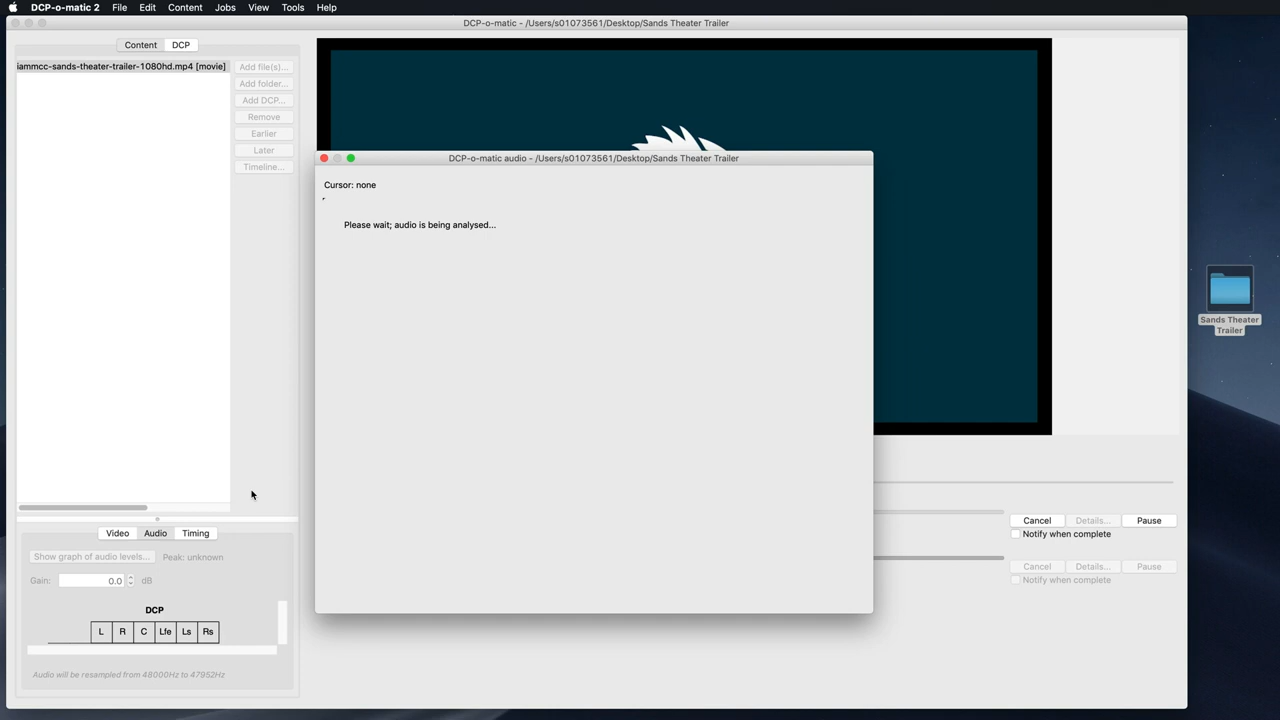 DCP-o-matic 2 File Edit Content Jobs View Tools Help
DCP-o-matic - /Users/s01073561/Desktop/Sands Theater Trailer
Content DCP
iammcc-sands-theater-trailer-1080hd.mp4 [movie]
Add file(s)...
Add folder...
Add DCP...
Remove
Earlier
Later
Timeline...
DCP-o-matic audio - /Users/s01073561/Desktop/Sands Theater Trailer
Cursor: none
Please wait; audio is being analysed...
Sands Theater
Trailer
Cancel Details... Pause
Notify when complete
Cancel Details... Pause
Notify when complete
Video Audio Timing
Show graph of audio levels... Peak: unknown
Gain: 0.0 dB
DCP
L R C Lfe Ls Rs
Audio will be resampled from 48000Hz to 47952Hz